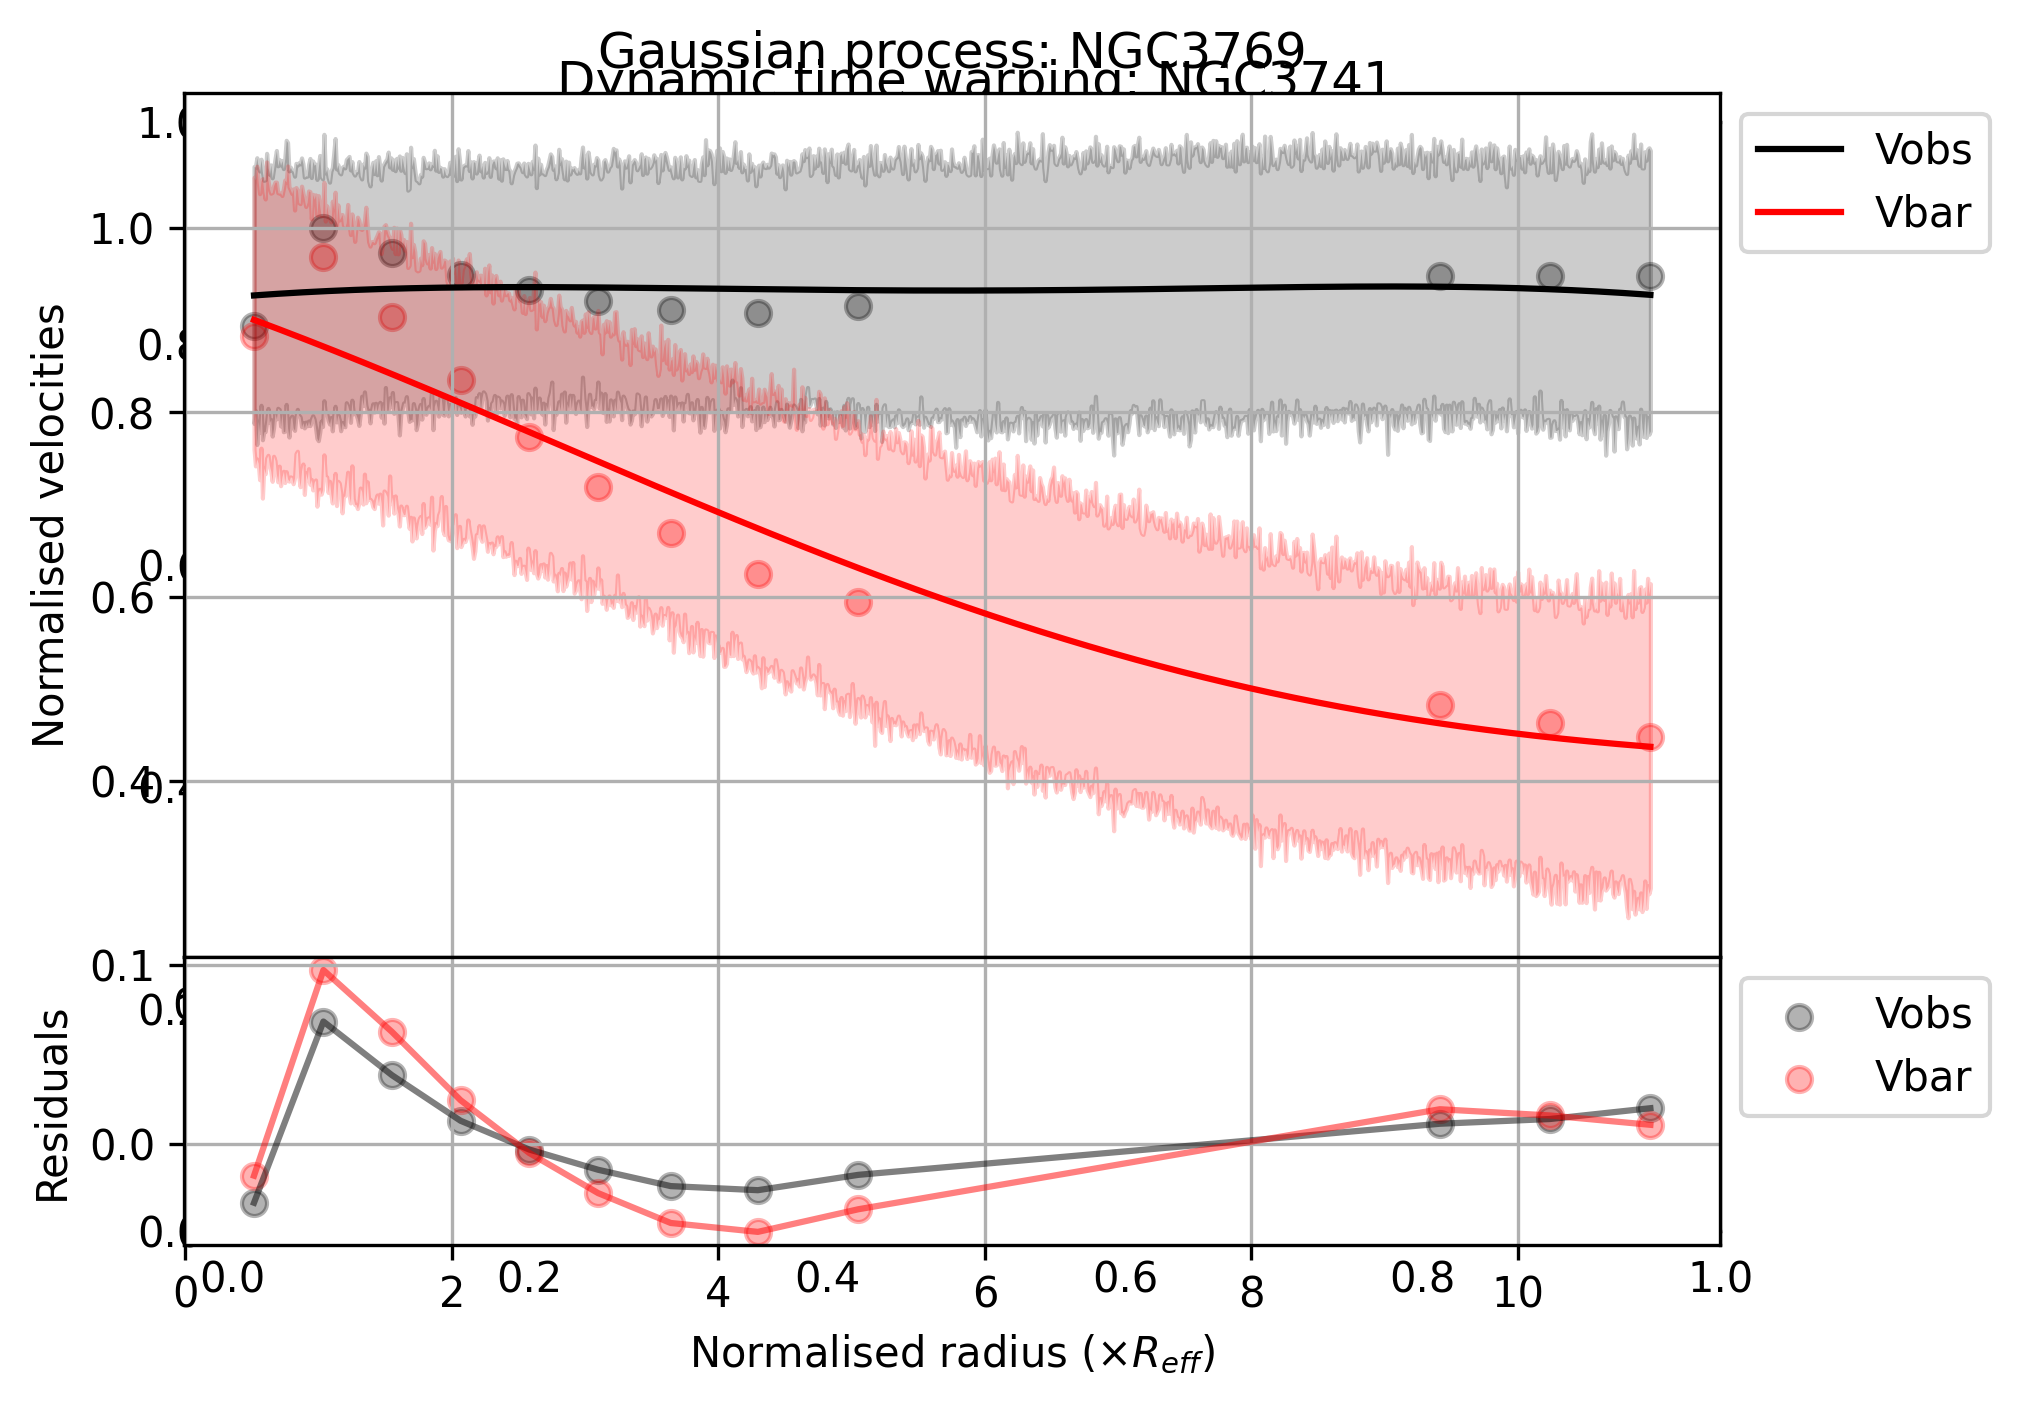 Gaussian process: NGC3769
Dynamic time warping: NGC3741
Normalised velocities
1.0
0.8
0.6
0.4
Vobs
Vbar
Residuals
0.1
0.0
Vobs
Vbar
0 2 4 6 8 10
0.0 0.2 0.4 0.6 0.8 1.0
Normalised radius (×R_eff)